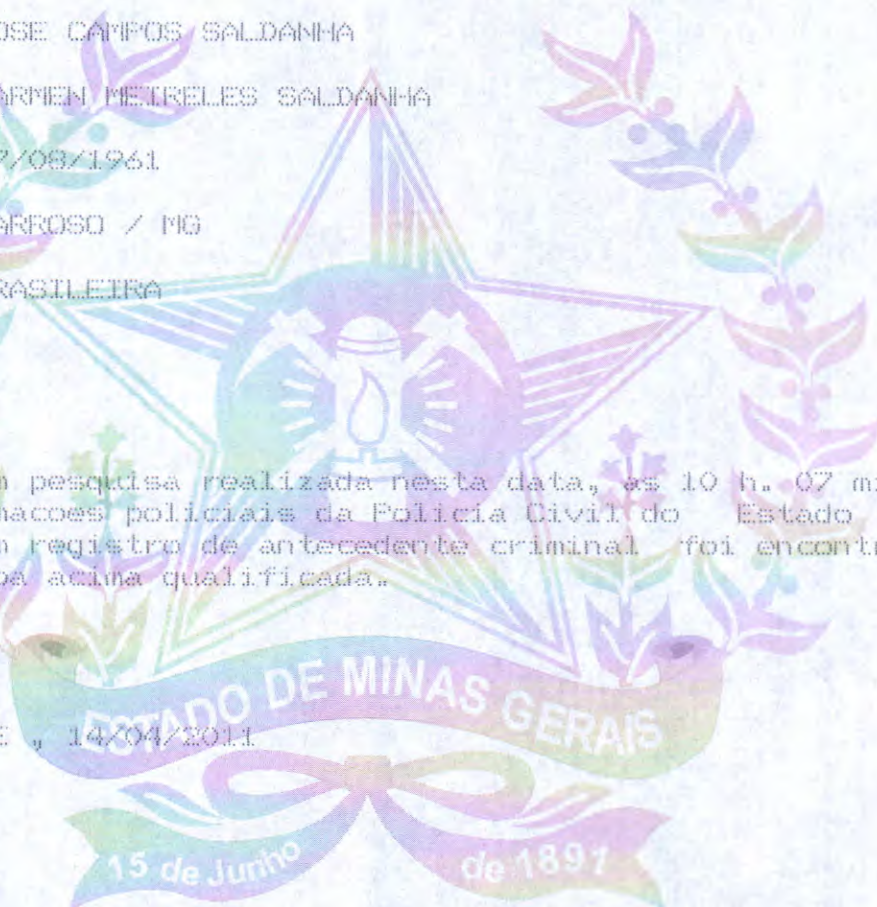 OSE CAMPOS SALDANHA
ARMEN MEIRELES SALDANHA
7/08/1961
ARROSO / MG
RASILEIRA
m pesquisa realizada nesta data, as 10 h. 07 mi
macoes policiais da Policia Civil do Estado
m registro de antecedente criminal foi encontr
oa acima qualificada.
ESTADO DE MINAS GERAIS
E , 14/04/2011
15 de Junho de 1891